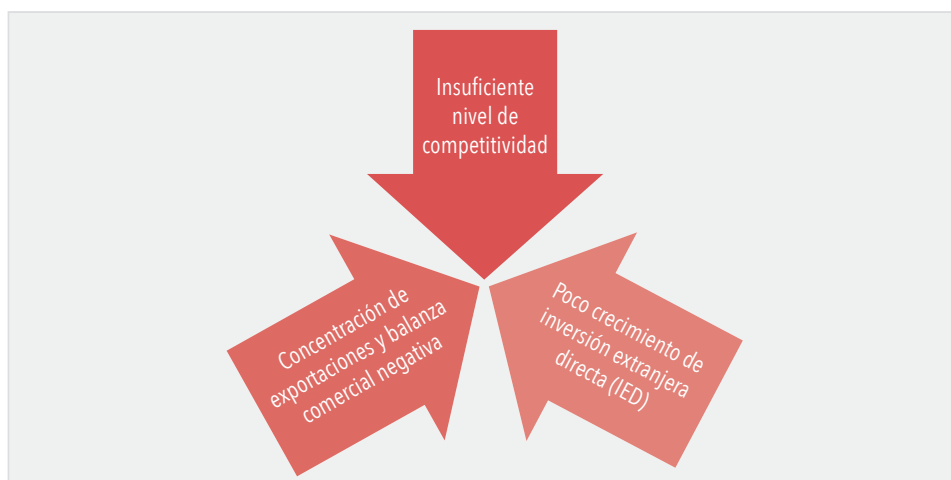 Insuficiente
nivel de
competitividad
Concentración de
exportaciones y balanza
comercial negativa
Poco crecimiento de
inversión extranjera
directa (IED)